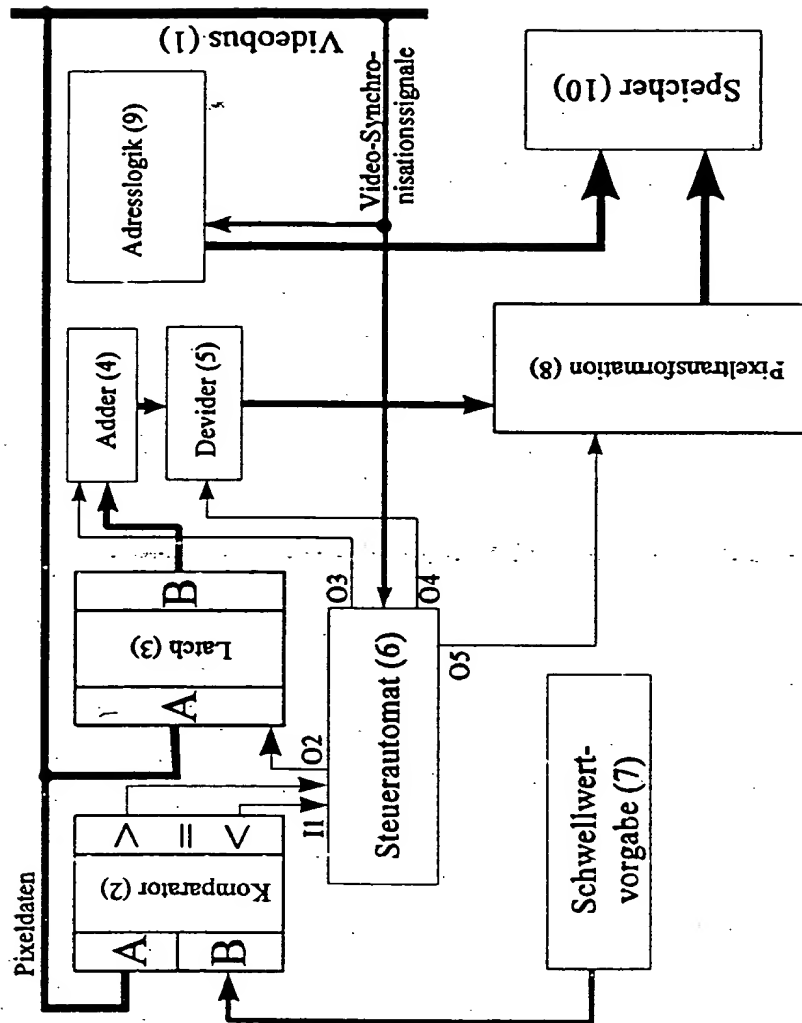 Videobus (1)
Pixeldaten
Video-Synchro-
nisationssignale
Adresslogik (9)
Speicher (10)
Adder (4)
Devider (5)
Pixeltransformation (8)
A
Latch (3)
B
A
B
Komparator (2)
>
=
<
I1
O2
O3
O4
O5
Steuerautomat (6)
Schwellwert-
vorgabe (7)